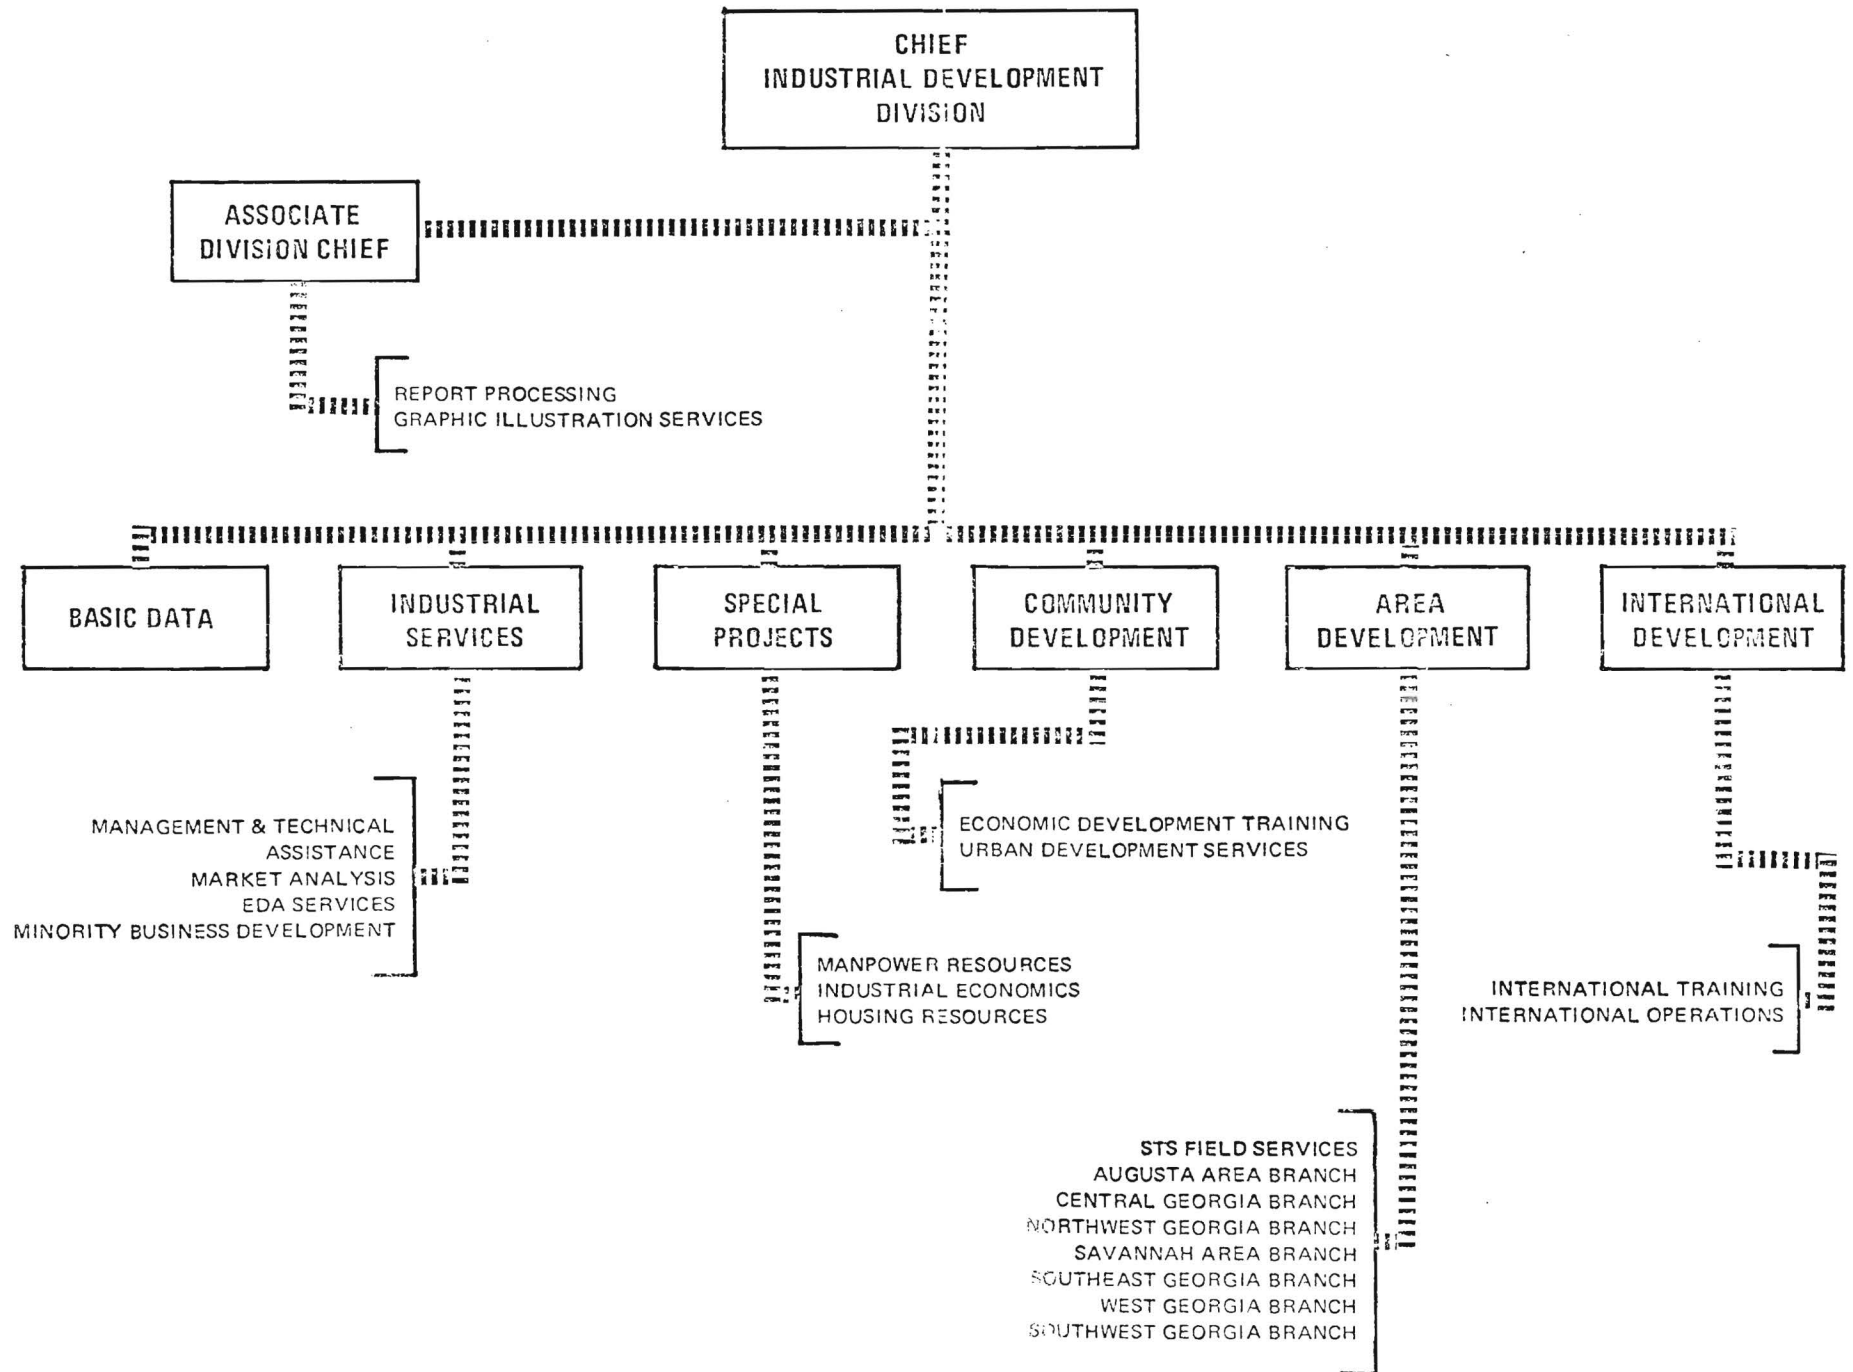 CHIEF
INDUSTRIAL DEVELOPMENT
DIVISION
ASSOCIATE
DIVISION CHIEF
REPORT PROCESSING
GRAPHIC ILLUSTRATION SERVICES
BASIC DATA
INDUSTRIAL
SERVICES
SPECIAL
PROJECTS
COMMUNITY
DEVELOPMENT
AREA
DEVELOPMENT
INTERNATIONAL
DEVELOPMENT
MANAGEMENT & TECHNICAL
ASSISTANCE
MARKET ANALYSIS
EDA SERVICES
MINORITY BUSINESS DEVELOPMENT
MANPOWER RESOURCES
INDUSTRIAL ECONOMICS
HOUSING RESOURCES
ECONOMIC DEVELOPMENT TRAINING
URBAN DEVELOPMENT SERVICES
STS FIELD SERVICES
AUGUSTA AREA BRANCH
CENTRAL GEORGIA BRANCH
NORTHWEST GEORGIA BRANCH
SAVANNAH AREA BRANCH
SOUTHEAST GEORGIA BRANCH
WEST GEORGIA BRANCH
SOUTHWEST GEORGIA BRANCH
INTERNATIONAL TRAINING
INTERNATIONAL OPERATIONS